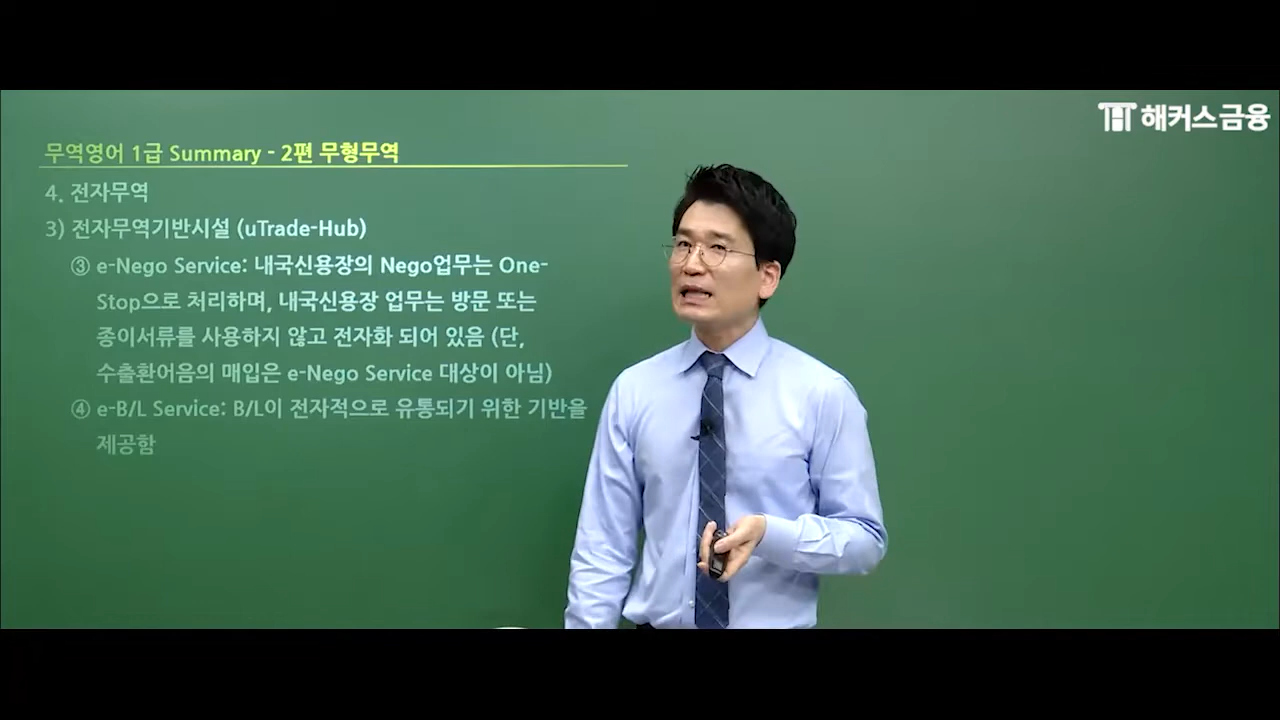 해커스금융
무역영어 1급 Summary - 2편 무형무역
4. 전자무역
3) 전자무역기반시설 (uTrade-Hub)
③ e-Nego Service: 내국신용장의 Nego업무는 One-
Stop으로 처리하며, 내국신용장 업무는 방문 또는
종이서류를 사용하지 않고 전자화 되어 있음 (단,
수출환어음의 매입은 e-Nego Service 대상이 아님)
④ e-B/L Service: B/L이 전자적으로 유통되기 위한 기반을
제공함